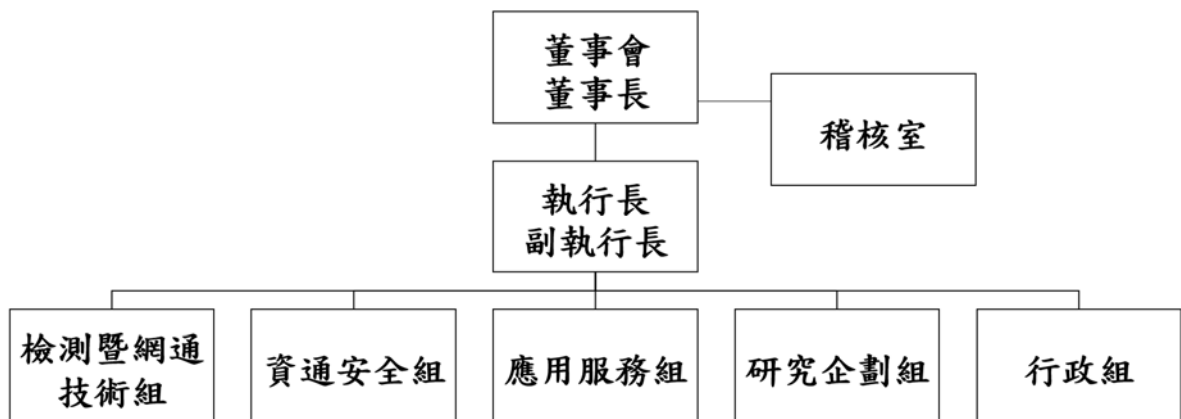 董事會
董事長
稽核室
執行長
副執行長
檢測暨網通
技術組
資通安全組
應用服務組
研究企劃組
行政組